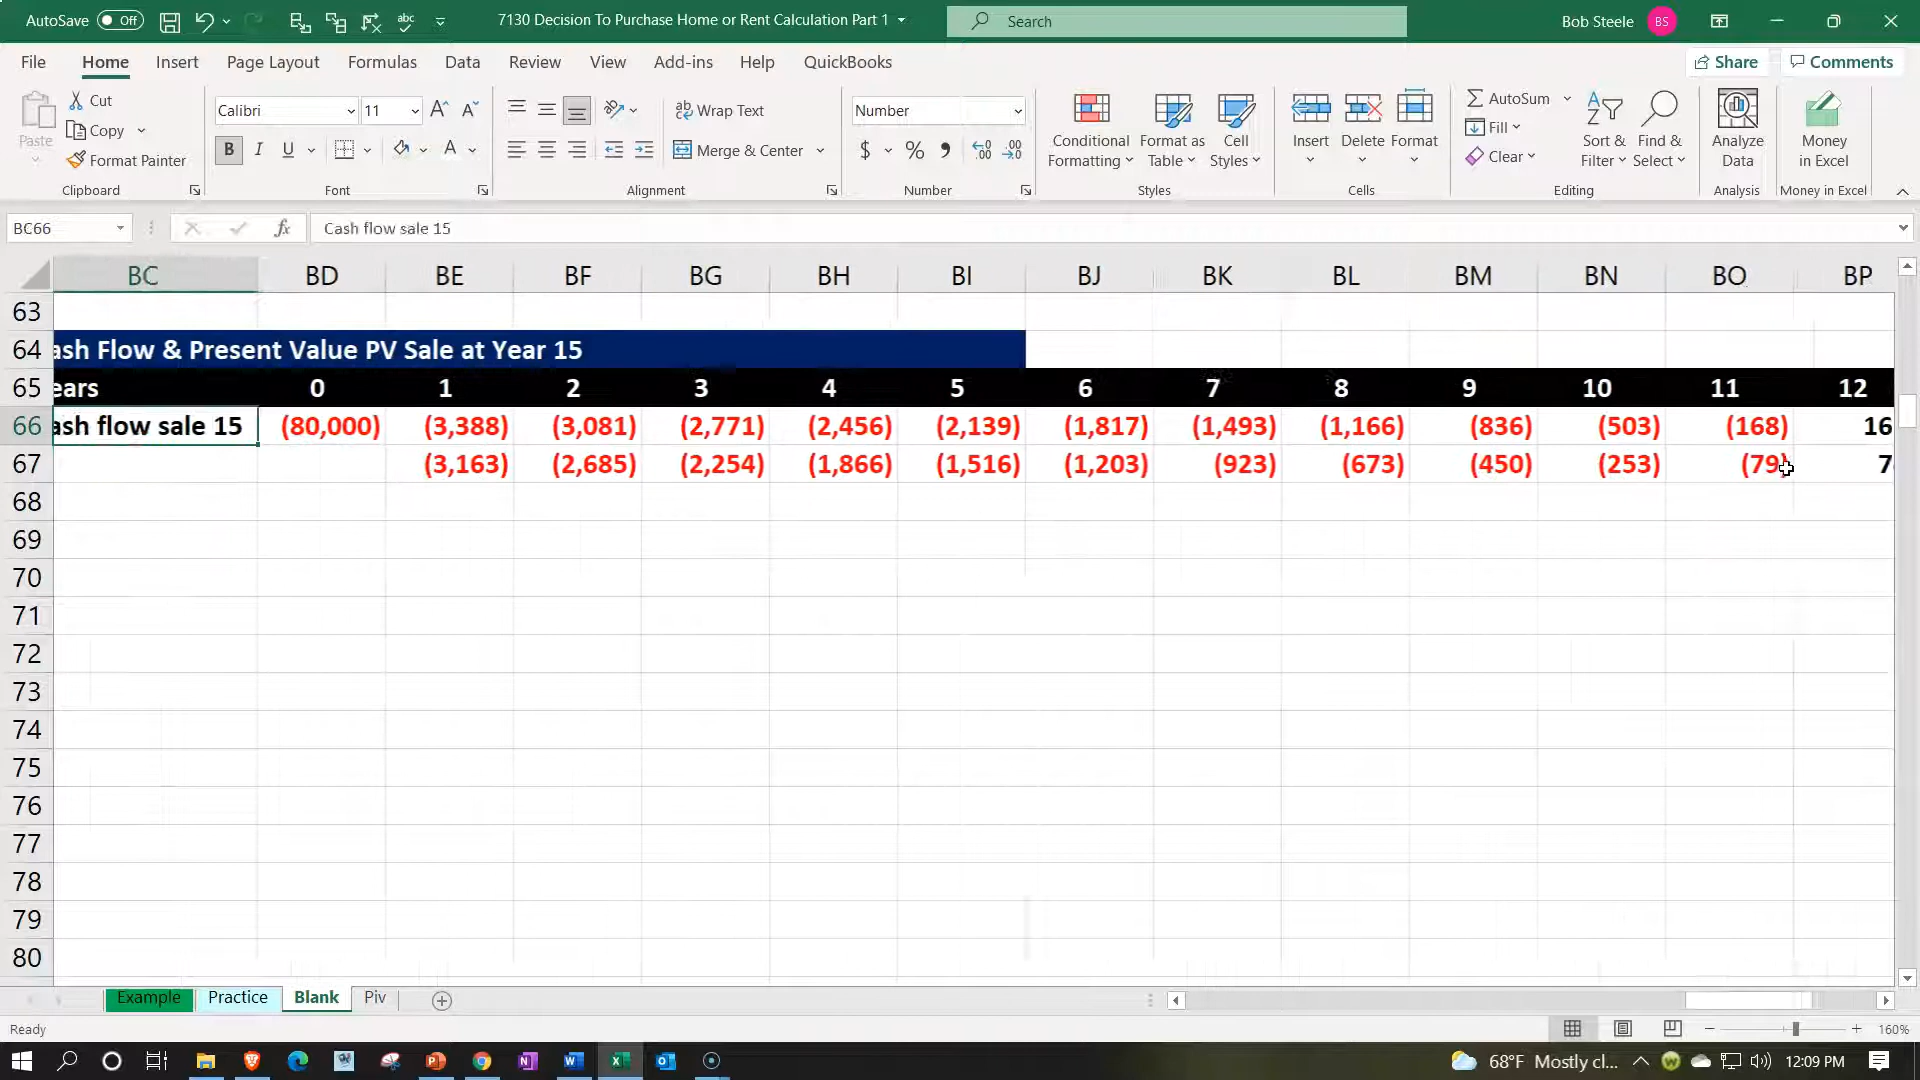 AutoSave Off 7130 Decision To Purchase Home or Rent Calculation Part 1 Search Bob Steele BS
File Home Insert Page Layout Formulas Data Review View Add-ins Help QuickBooks Share Comments
Paste
Cut
Copy
Format Painter
Clipboard
Calibri 11
Font
Wrap Text
Merge & Center
Alignment
Number
Number
Conditional Formatting
Format as Table
Cell Styles
Styles
Insert Delete Format
Cells
AutoSum
Fill
Clear
Sort & Filter
Find & Select
Editing
Analyze Data
Analysis
Money in Excel
Money in Excel
BC66 fx Cash flow sale 15
BC BD BE BF BG BH BI BJ BK BL BM BN BO BP
63
64 ash Flow & Present Value PV Sale at Year 15
65 ears 0 1 2 3 4 5 6 7 8 9 10 11 12
66 ash flow sale 15 (80,000) (3,388) (3,081) (2,771) (2,456) (2,139) (1,817) (1,493) (1,166) (836) (503) (168) 16
67 (3,163) (2,685) (2,254) (1,866) (1,516) (1,203) (923) (673) (450) (253) (79) 7
68
69
70
71
72
73
74
75
76
77
78
79
80
Example Practice Blank Piv
Ready 160%
68°F Mostly cl... 12:09 PM